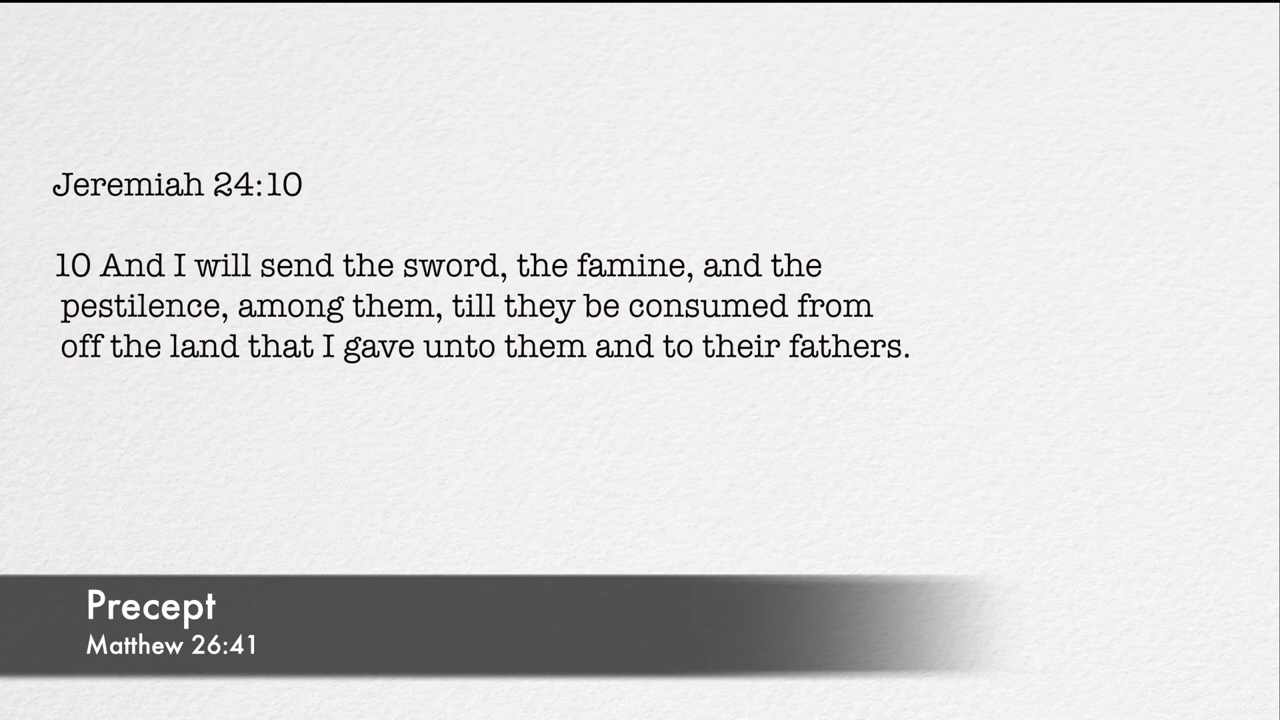 Jeremiah 24:10
10 And I will send the sword, the famine, and the
pestilence, among them, till they be consumed from
off the land that I gave unto them and to their fathers.
Precept
Matthew 26:41